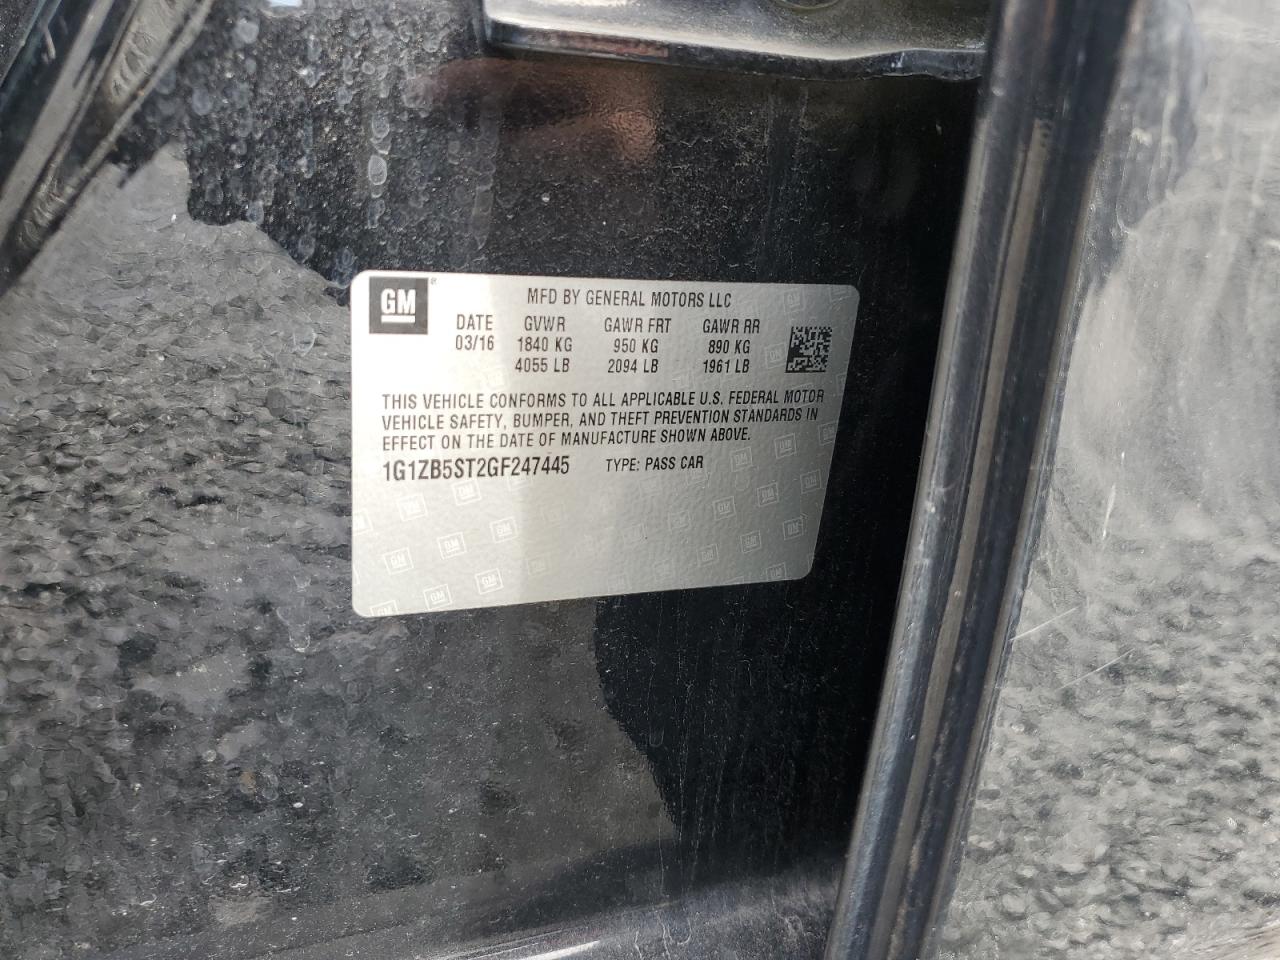 GM®
MFD BY GENERAL MOTORS LLC
DATE GVWR GAWR FRT GAWR RR
03/16 1840 KG 950 KG 890 KG
4055 LB 2094 LB 1961 LB
THIS VEHICLE CONFORMS TO ALL APPLICABLE U.S. FEDERAL MOTOR
VEHICLE SAFETY, BUMPER, AND THEFT PREVENTION STANDARDS IN
EFFECT ON THE DATE OF MANUFACTURE SHOWN ABOVE.
1G1ZB5ST2GF247445 TYPE: PASS CAR